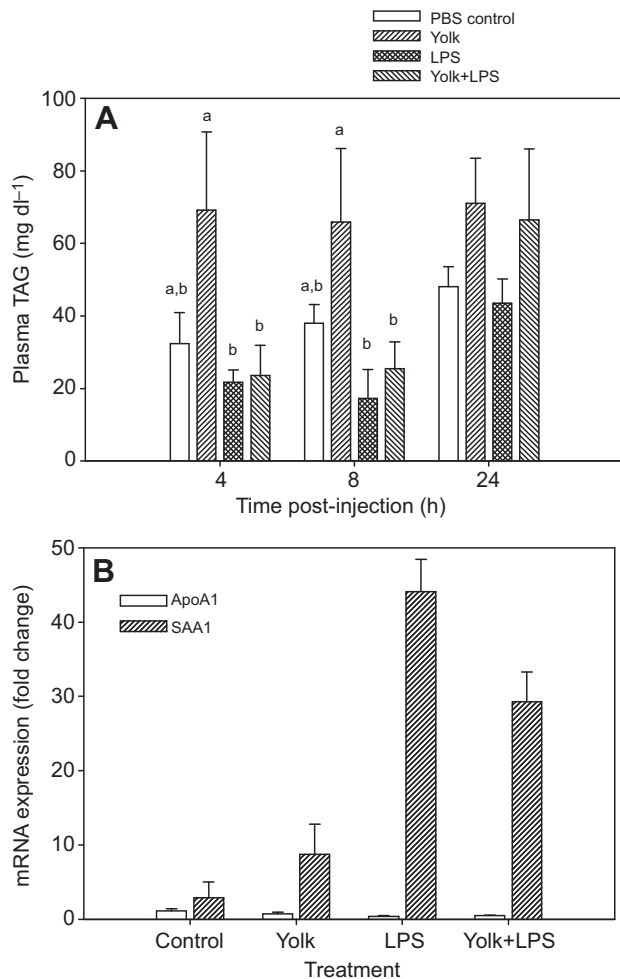 PBS control
Yolk
LPS
Yolk+LPS
A
100
80
60
40
20
0
Plasma TAG (mg dl⁻¹)
a,b
a
b
b
a,b
a
b
b
4
8
24
Time post-injection (h)
B
ApoA1
SAA1
50
40
30
20
10
0
mRNA expression (fold change)
Control
Yolk
LPS
Yolk+LPS
Treatment